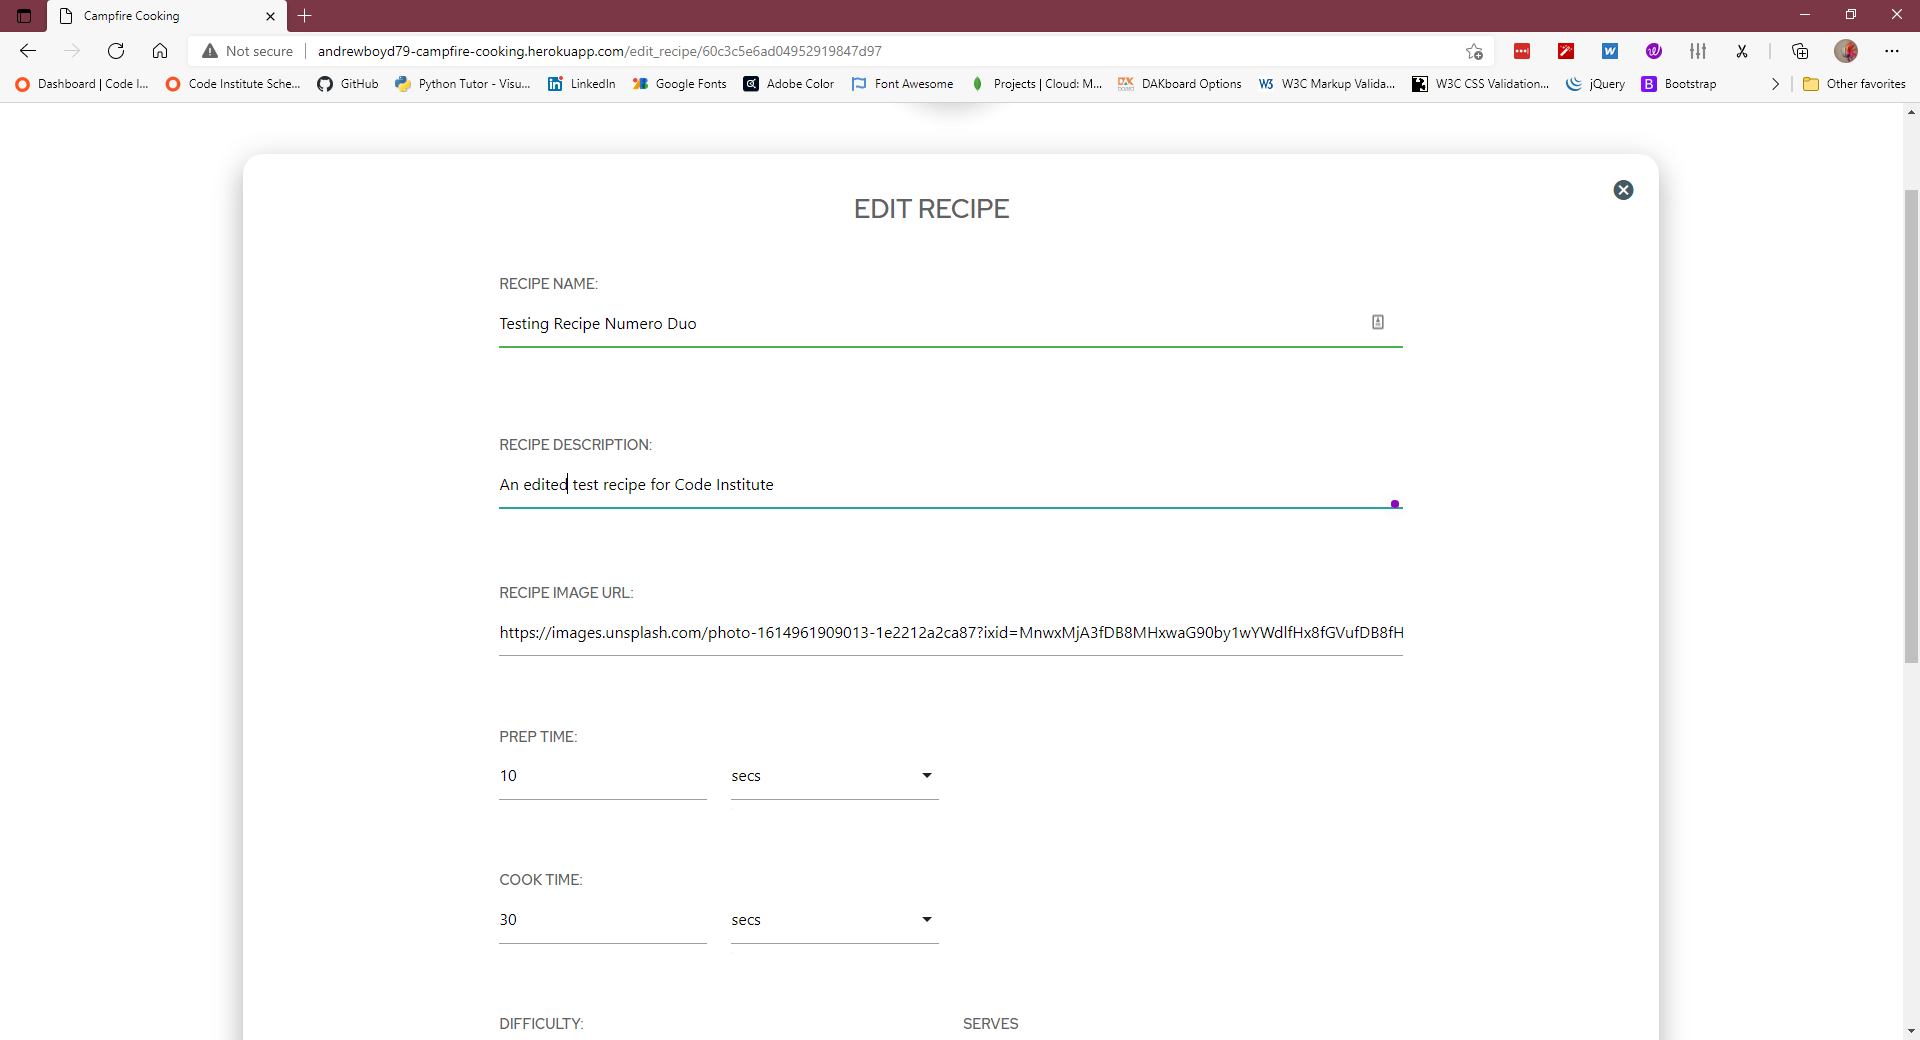 Campfire Cooking
Not secure
andrewboyd79-campfire-cooking.herokuapp.com/edit_recipe/60c3c5e6ad04952919847d97
Dashboard | Code I... Code Institute Sche... GitHub Python Tutor - Visu... LinkedIn Google Fonts Adobe Color Font Awesome Projects | Cloud: M... DAKboard Options W3C Markup Valida... W3C CSS Validation... jQuery Bootstrap Other favorites
EDIT RECIPE
RECIPE NAME:
Testing Recipe Numero Duo
RECIPE DESCRIPTION:
An edited test recipe for Code Institute
RECIPE IMAGE URL:
https://images.unsplash.com/photo-1614961909013-1e2212a2ca87?ixid=MnwxMjA3fDB8MHxwaG90by1wYWdlfHx8fGVufDB8fH
PREP TIME:
10 secs
COOK TIME:
30 secs
DIFFICULTY: SERVES